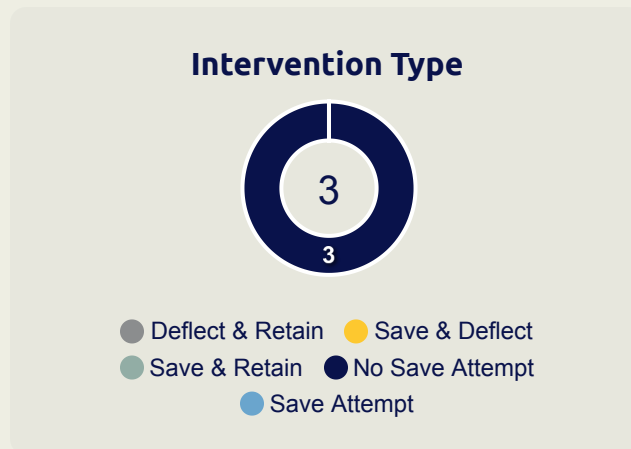 Intervention Type
3
3
Deflect & Retain Save & Deflect
Save & Retain No Save Attempt
Save Attempt